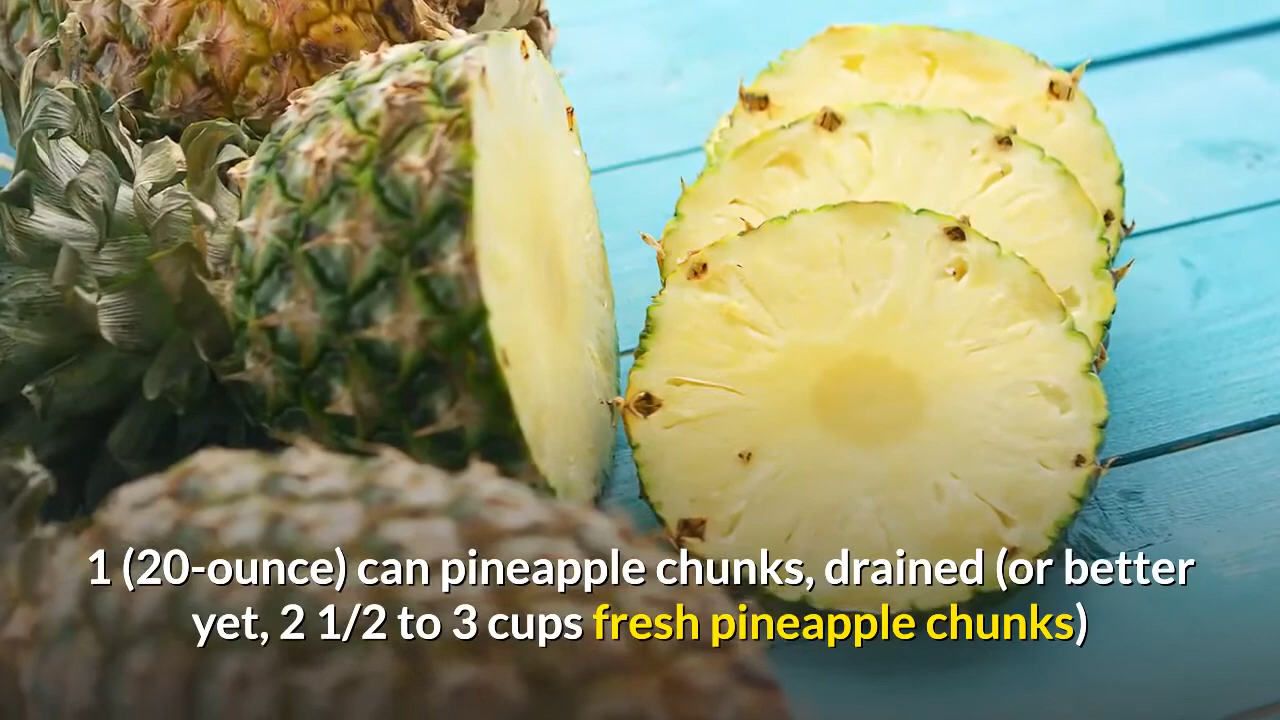 1 (20-ounce) can pineapple chunks, drained (or better
yet, 2 1/2 to 3 cups fresh pineapple chunks)